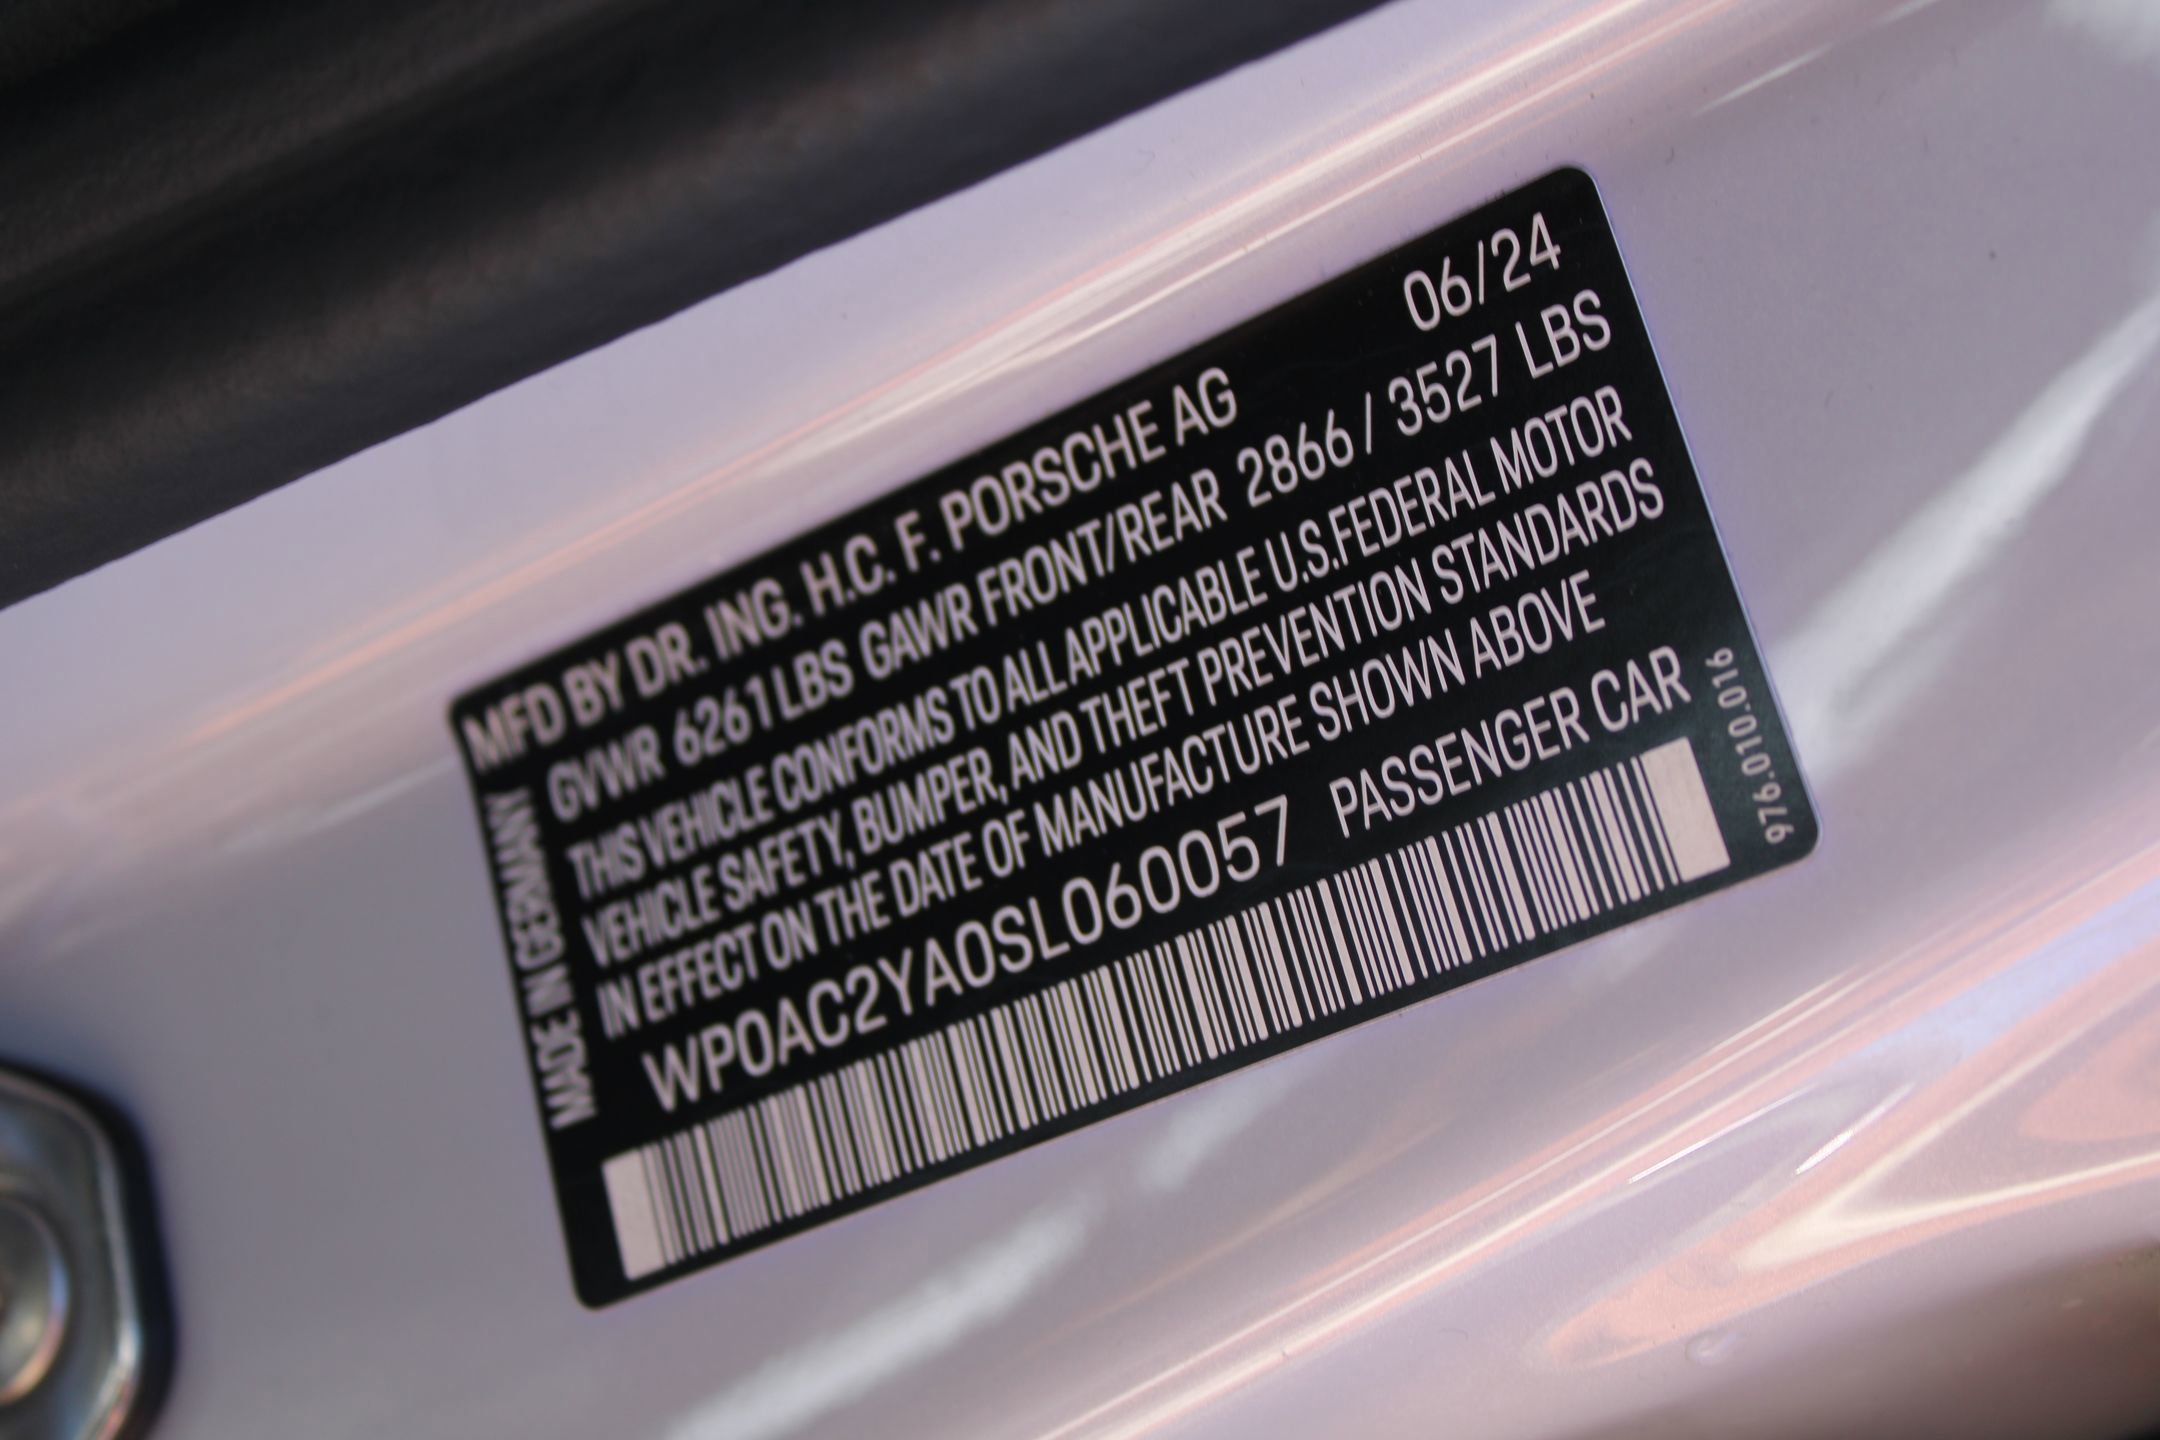 MFD BY DR. ING. H.C. F. PORSCHE AG 06/24
GVWR 6261 LBS GAWR FRONT/REAR 2866 / 3527 LBS
THIS VEHICLE CONFORMS TO ALL APPLICABLE U.S.FEDERAL MOTOR
VEHICLE SAFETY, BUMPER, AND THEFT PREVENTION STANDARDS
IN EFFECT ON THE DATE OF MANUFACTURE SHOWN ABOVE
WP0AC2YA0SL060057 PASSENGER CAR
MADE IN GERMANY
976.010.016